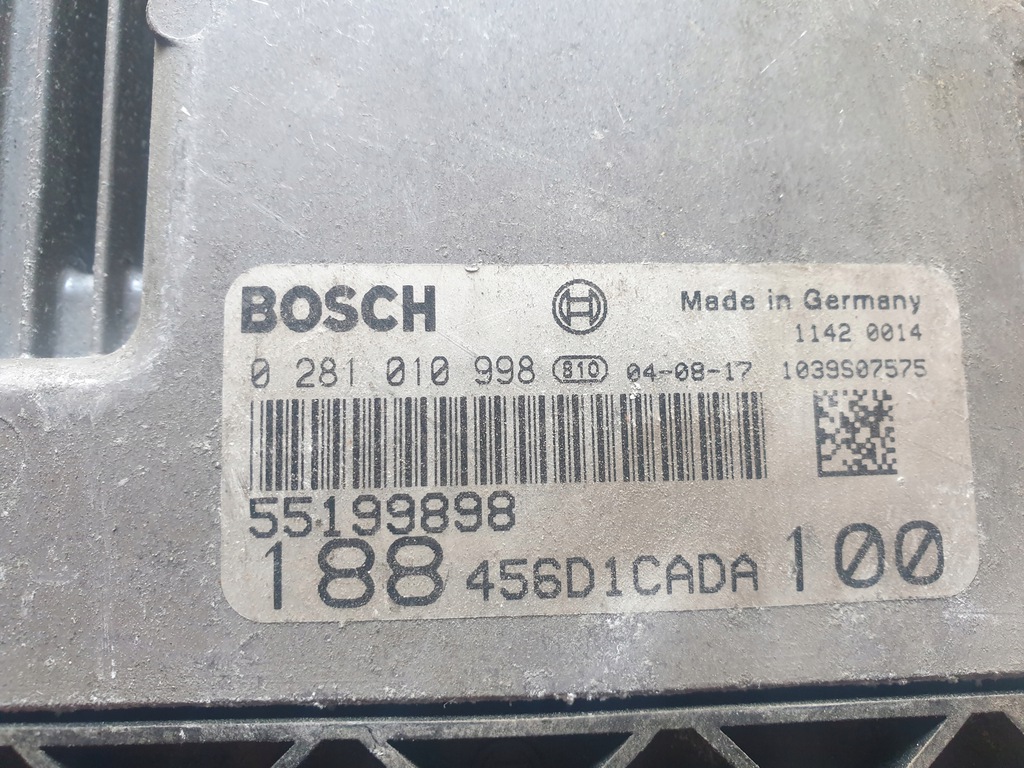 BOSCH Made in Germany
1142 0014
0 281 010 998 810 04-08-17 1039S07575
55199898
188 456D1CADA 100